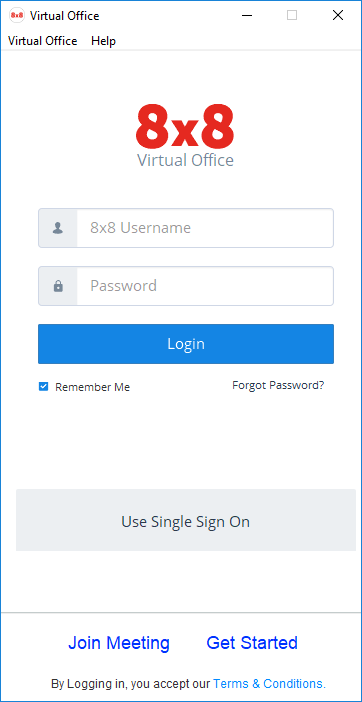 8x8 Virtual Office
Virtual Office Help
8x8
Virtual Office
8x8 Username
Password
Login
Remember Me Forgot Password?
Use Single Sign On
Join Meeting Get Started
By Logging in, you accept our Terms & Conditions.